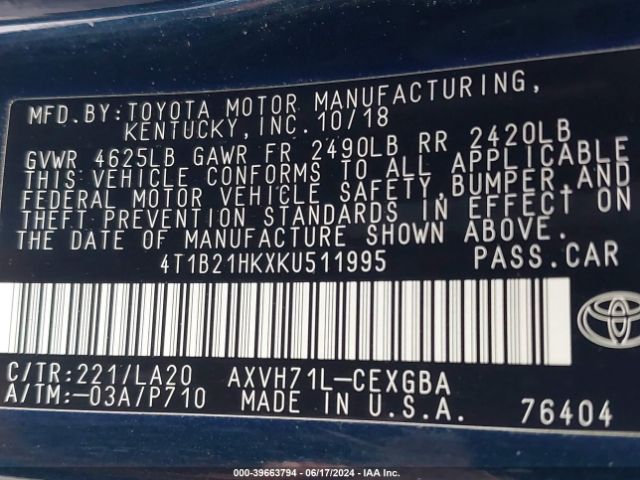 MFD. BY: TOYOTA MOTOR MANUFACTURING,
KENTUCKY, INC. 10/18
GVWR 4625LB GAWR FR 2490LB RR 2420LB
THIS VEHICLE CONFORMS TO ALL APPLICABLE
FEDERAL MOTOR VEHICLE SAFETY, BUMPER, AND
THEFT PREVENTION STANDARDS IN EFFECT ON
THE DATE OF MANUFACTURE SHOWN ABOVE.
4T1B21HKXKU511995 PASS. CAR
C/TR: 221/LA20 AXVH71L-CEXGBA
A/TM: -03A/P710 MADE IN U.S.A. 76404
000-39663794 - 06/17/2024 - IAAI.COM